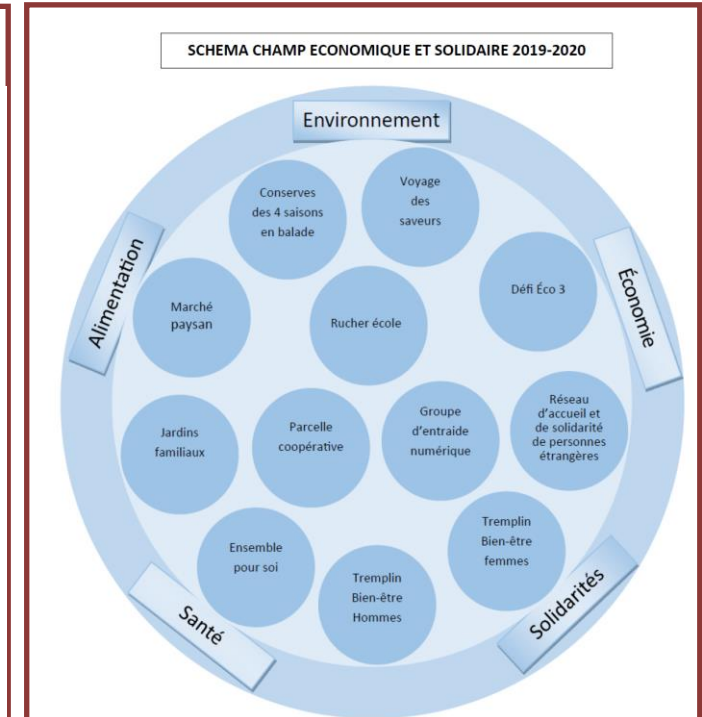 SCHEMA CHAMP ECONOMIQUE ET SOLIDAIRE 2019-2020
Environnement
Conserves
des 4 saisons
en balade
Voyage
des
saveurs
Alimentation
Économie
Défi Éco 3
Marché
paysan
Rucher école
Jardins
familiaux
Parcelle
coopérative
Groupe
d'entraide
numérique
Réseau
d'accueil et
de solidarité
de personnes
étrangères
Ensemble
pour soi
Tremplin
Bien-être
Hommes
Tremplin
Bien-être
femmes
Santé
Solidarités